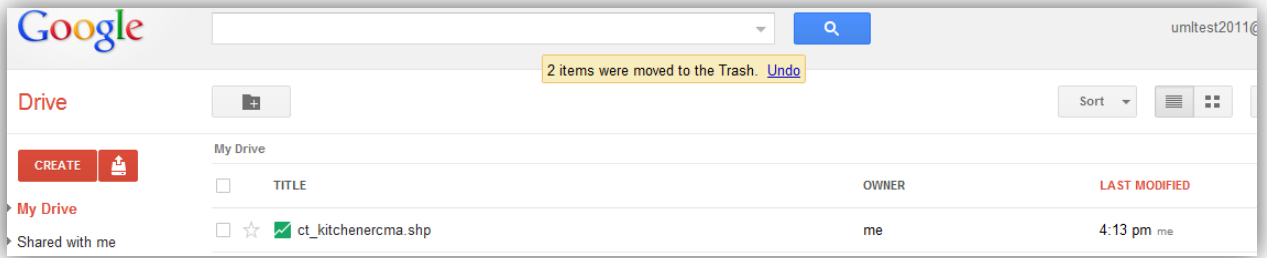 Google
umltest2011@
2 items were moved to the Trash. Undo
Drive
Sort
My Drive
CREATE
TITLE OWNER LAST MODIFIED
My Drive
ct_kitchenercma.shp me 4:13 pm me
Shared with me